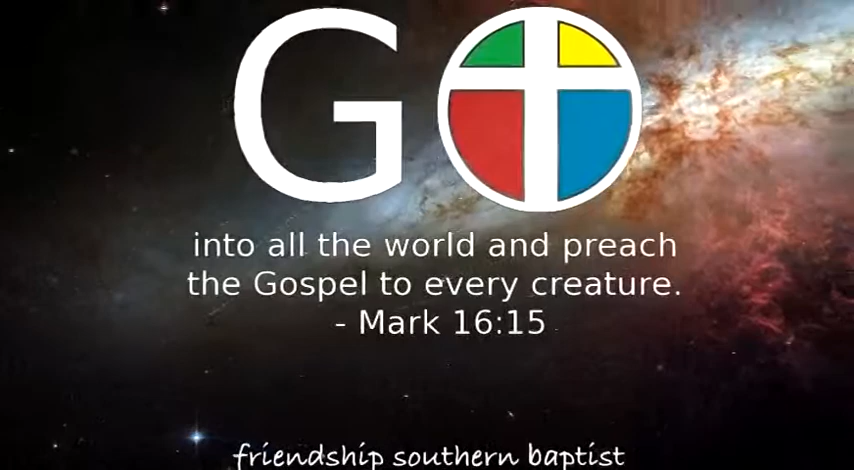 GO
into all the world and preach
the Gospel to every creature.
- Mark 16:15
friendship southern baptist